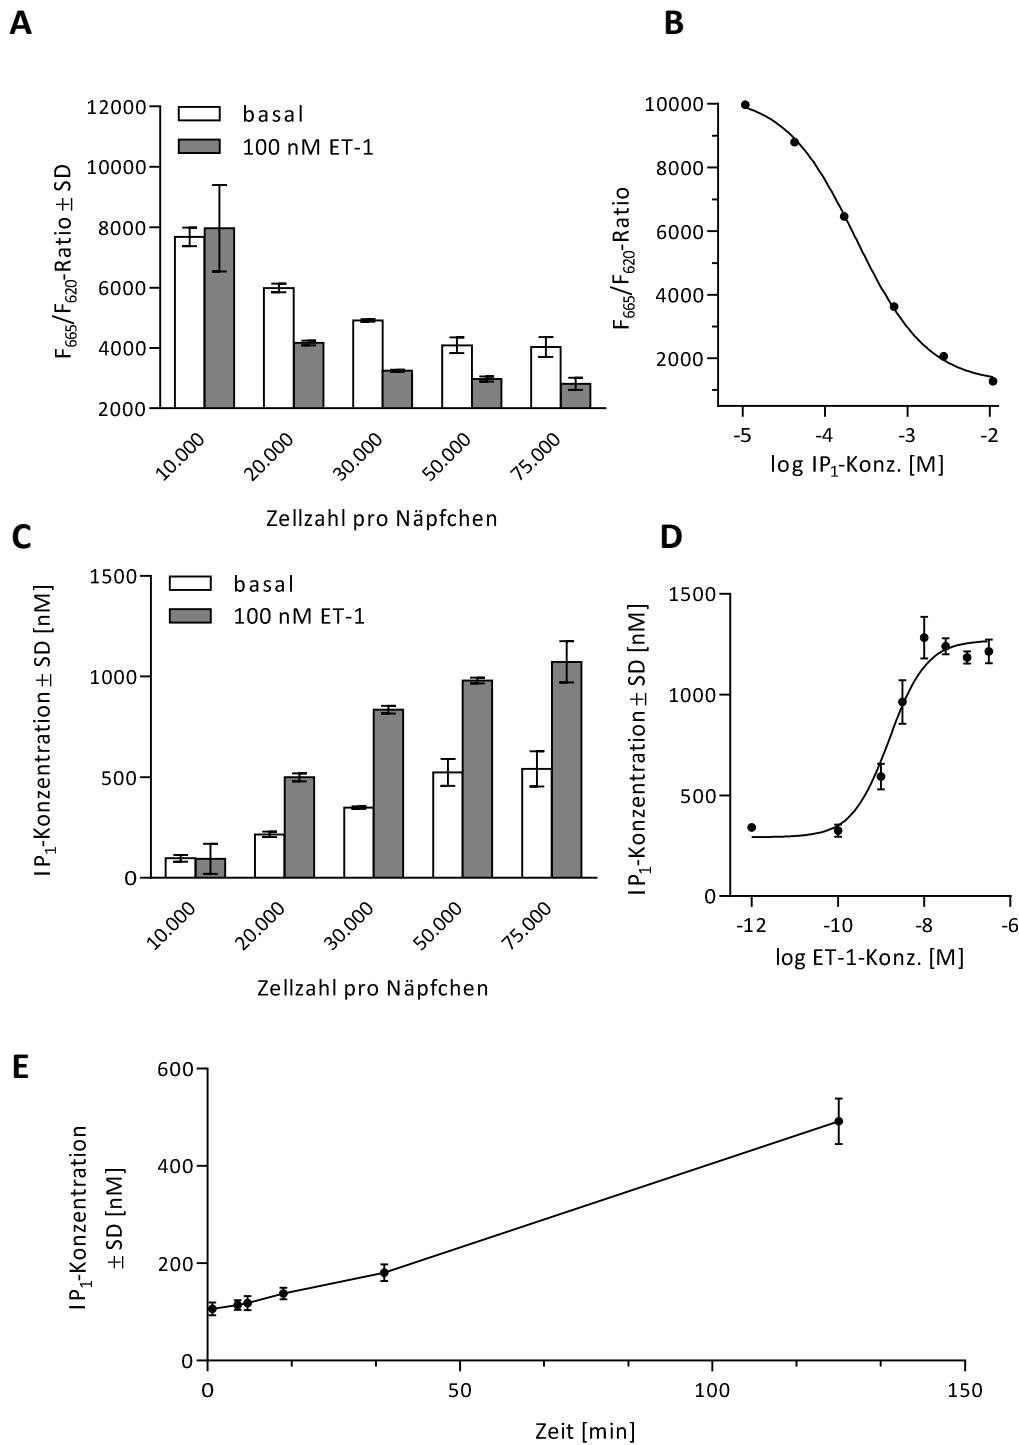 A
12000
10000
8000
6000
4000
2000
F665/F620-Ratio ± SD
basal
100 nM ET-1
10.000
20.000
30.000
50.000
75.000
Zellzahl pro Näpfchen
B
10000
8000
6000
4000
2000
F665/F620-Ratio
-5
-4
-3
-2
log IP1-Konz. [M]
C
1500
1000
500
0
IP1-Konzentration ± SD [nM]
basal
100 nM ET-1
10.000
20.000
30.000
50.000
75.000
Zellzahl pro Näpfchen
D
1500
1000
500
0
IP1-Konzentration ± SD [nM]
-12
-10
-8
-6
log ET-1-Konz. [M]
E
600
400
200
0
IP1-Konzentration
± SD [nM]
0
50
100
150
Zeit [min]